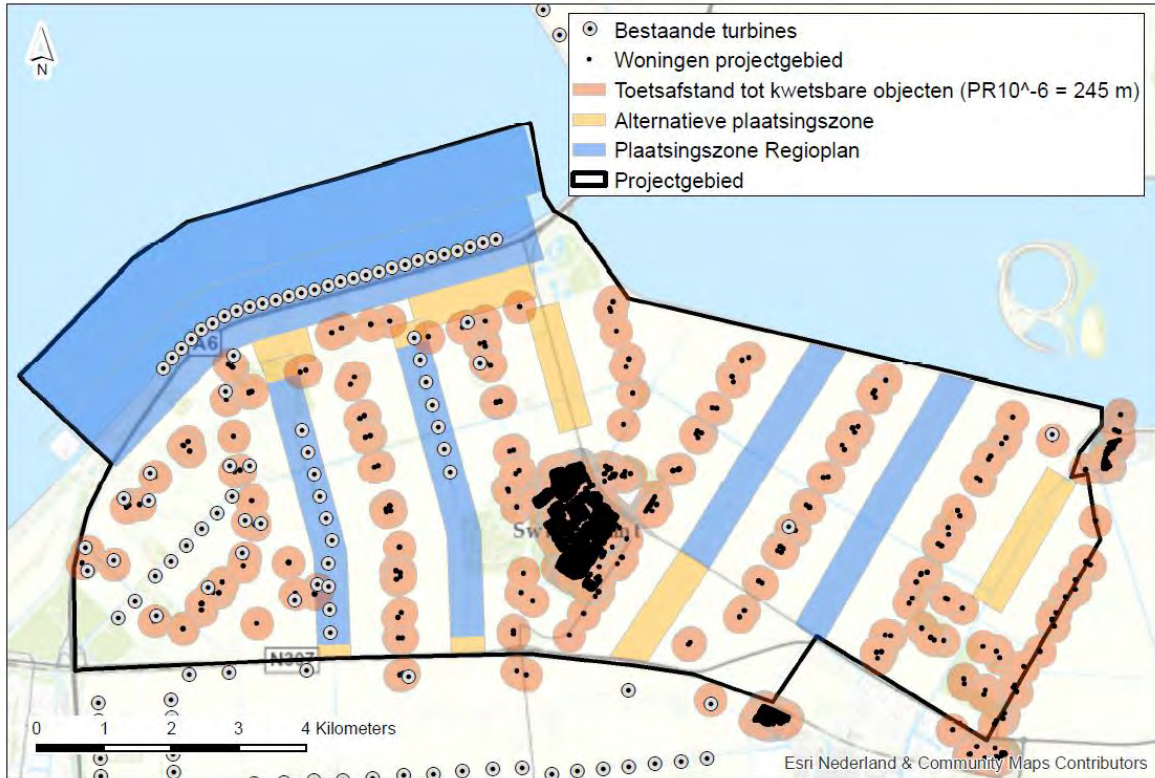 Bestaande turbines
Woningen projectgebied
Toetsafstand tot kwetsbare objecten (PR10^-6 = 245 m)
Alternatieve plaatsingszone
Plaatsingszone Regioplan
Projectgebied
N
A6
N307
0 1 2 3 4 Kilometers
Esri Nederland & Community Maps Contributors